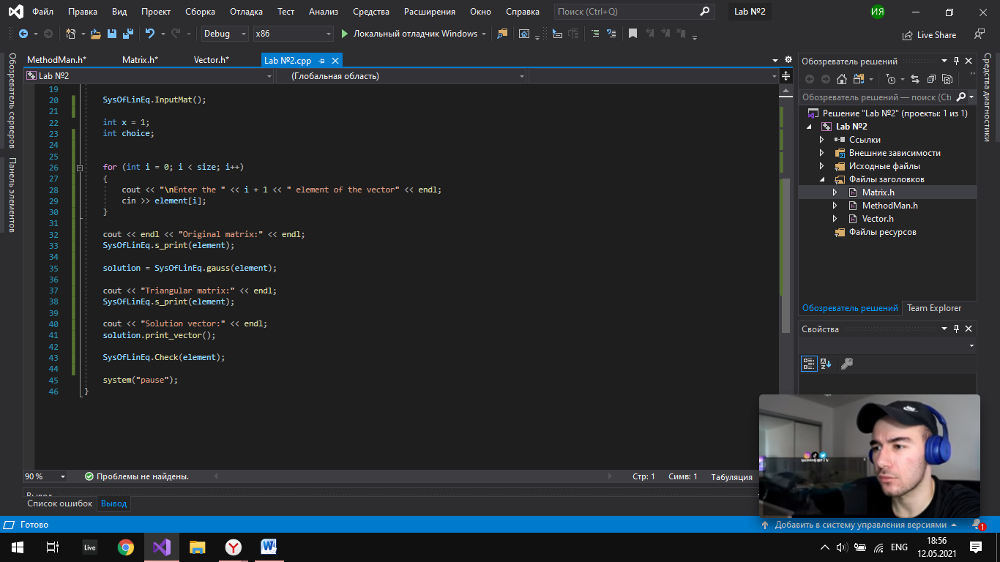 Файл Правка Вид Проект Сборка Отладка Тест Анализ Средства Расширения Окно Справка Поиск (Ctrl+Q) Lab №2 ИЯ
Debug x86 Локальный отладчик Windows Live Share
Обозреватель серверов
Панель элементов
MethodMan.h* Matrix.h* Vector.h* Lab №2.cpp
Lab №2 (Глобальная область)
19
20 SysOfLinEq.InputMat();
21
22 int x = 1;
23 int choice;
24
25
26 for (int i = 0; i < size; i++)
27 {
28 cout << "\nEnter the " << i + 1 << " element of the vector" << endl;
29 cin >> element[i];
30 }
31
32 cout << endl << "Original matrix:" << endl;
33 SysOfLinEq.s_print(element);
34
35 solution = SysOfLinEq.gauss(element);
36
37 cout << "Triangular matrix:" << endl;
38 SysOfLinEq.s_print(element);
39
40 cout << "Solution vector:" << endl;
41 solution.print_vector();
42
43 SysOfLinEq.Check(element);
44
45 system("pause");
46 }
90 % Проблемы не найдены. Стр: 1 Симв: 1 Табуляция
Вывод
Список ошибок Вывод
Обозреватель решений
Обозреватель решений — поиск (Ctr
Решение "Lab №2" (проекты: 1 из 1)
Lab №2
Ссылки
Внешние зависимости
Исходные файлы
Файлы заголовков
Matrix.h
MethodMan.h
Vector.h
Файлы ресурсов
Обозреватель решений Team Explorer
Свойства
Средства диагностики
Готово Добавить в систему управления версиями 1
Live ENG 18:56
12.05.2021